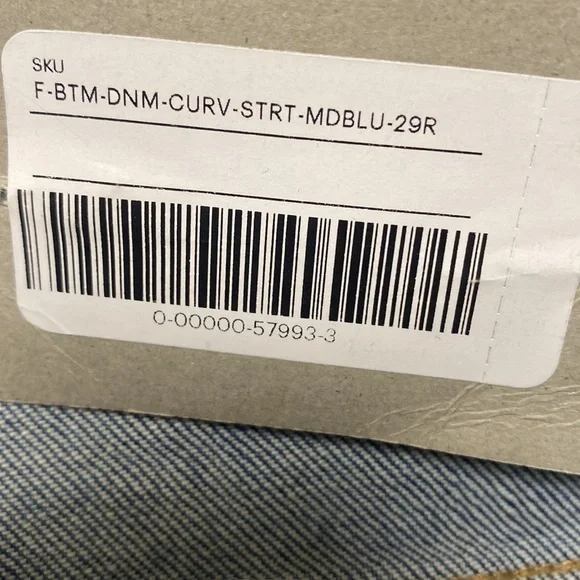 SKU
F-BTM-DNM-CURV-STRT-MDBLU-29R
0-00000-57993-3